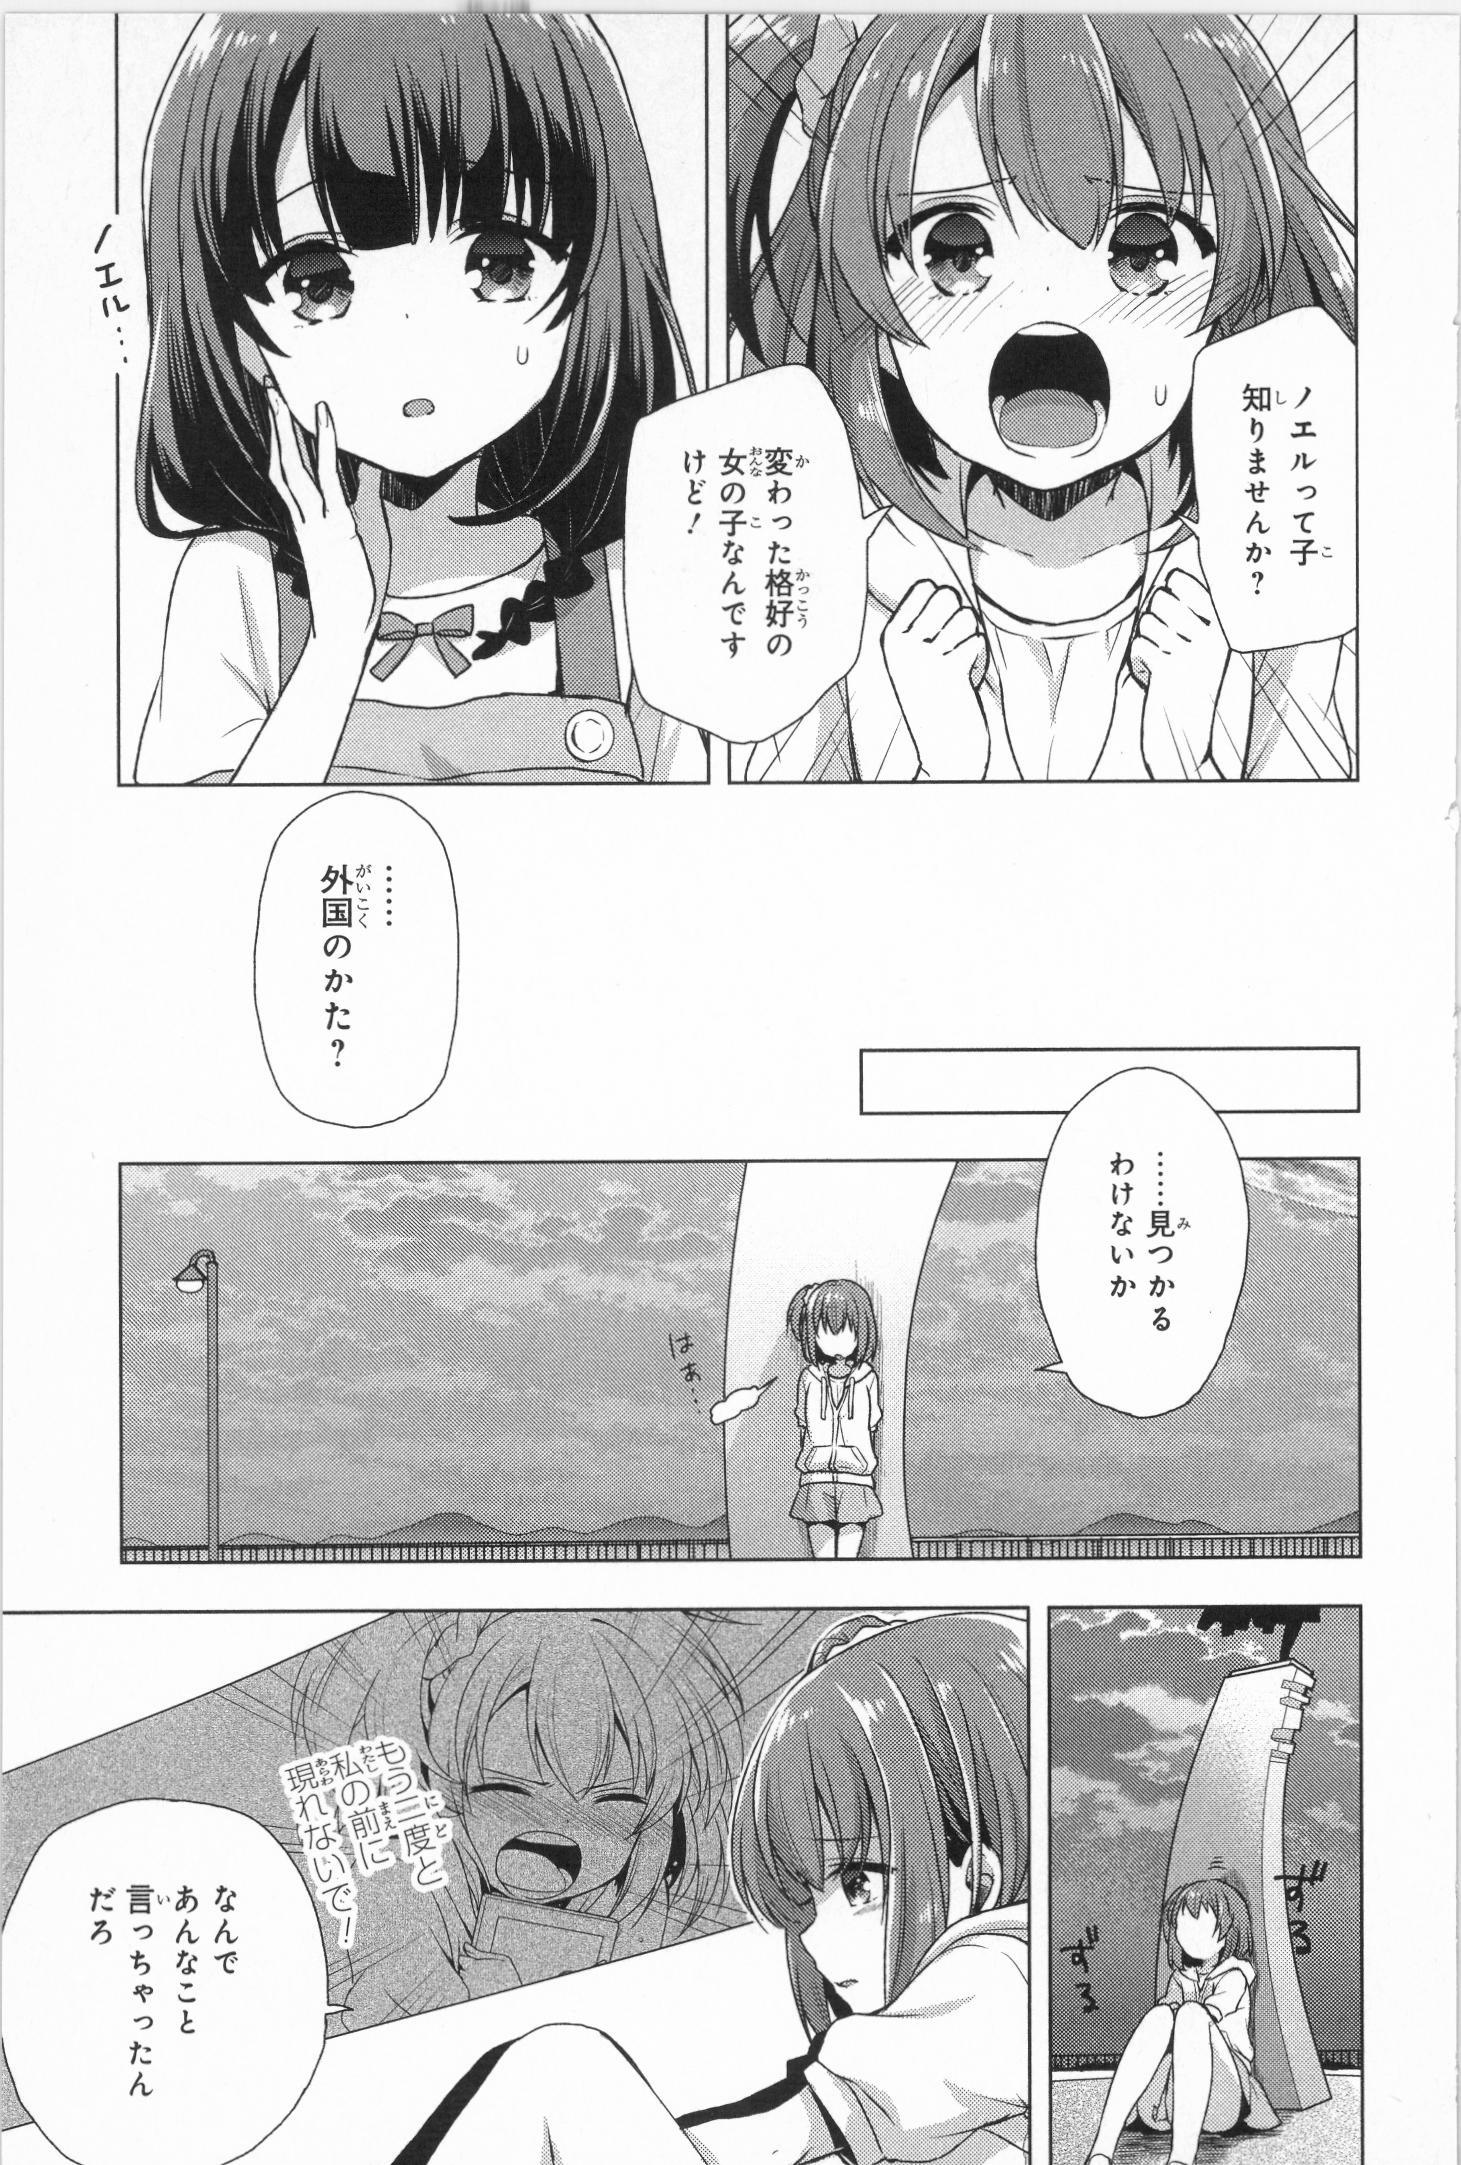 ノエルって子
知りませんか?
変わった格好の
女の子なんです
けど!
ノエル…
……
外国のかた?
……見つかる
わけないか
はぁ…
ずる
ずる
もう二度と
私の前に
現れないで!
なんで
あんなこと
言っちゃったん
だろ